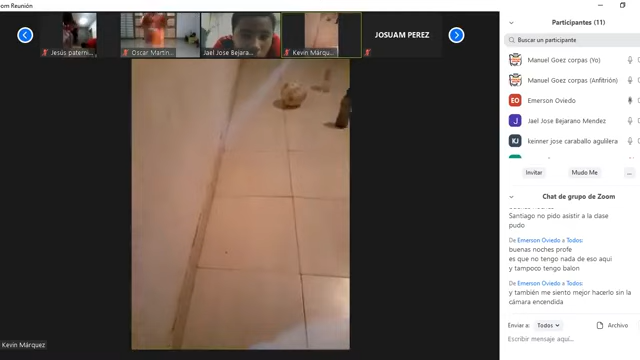 om Reunión
Jesús paterni...
Oscar Martin...
Jael Jose Bejara...
Kevin Márqu...
JOSUAM PEREZ
Kevin Márquez
Participantes (11)
Buscar un participante
Manuel Goez corpas (Yo)
Manuel Goez corpas (Anfitrión)
EO Emerson Oviedo
J Jael Jose Bejarano Mendez
KJ keinner jose caraballo aguilera
Invitar Mudo Me ...
Chat de grupo de Zoom
Santiago no pido asistir a la clase
pudo
De Emerson Oviedo a Todos:
buenas noches profe
es que no tengo nada de eso aqui
y tampoco tengo balon
De Emerson Oviedo a Todos:
y también me siento mejor hacerlo sin la
cámara encendida
Enviar a: Todos Archivo
Escribir mensaje aquí...